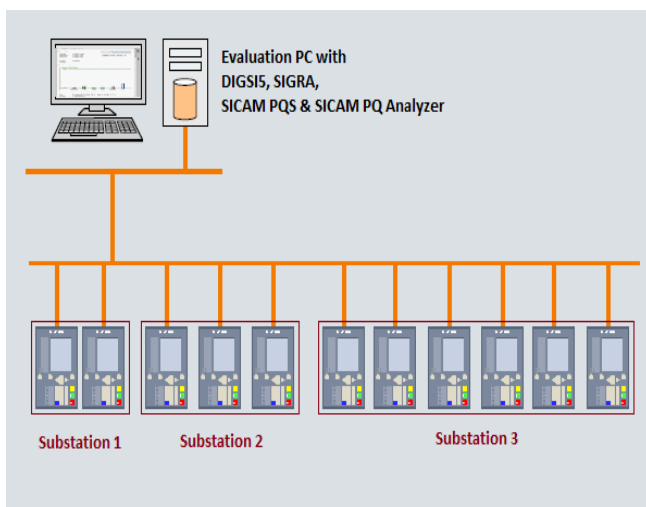 Evaluation PC with
DIGSI5, SIGRA,
SICAM PQS & SICAM PQ Analyzer
Substation 1
Substation 2
Substation 3